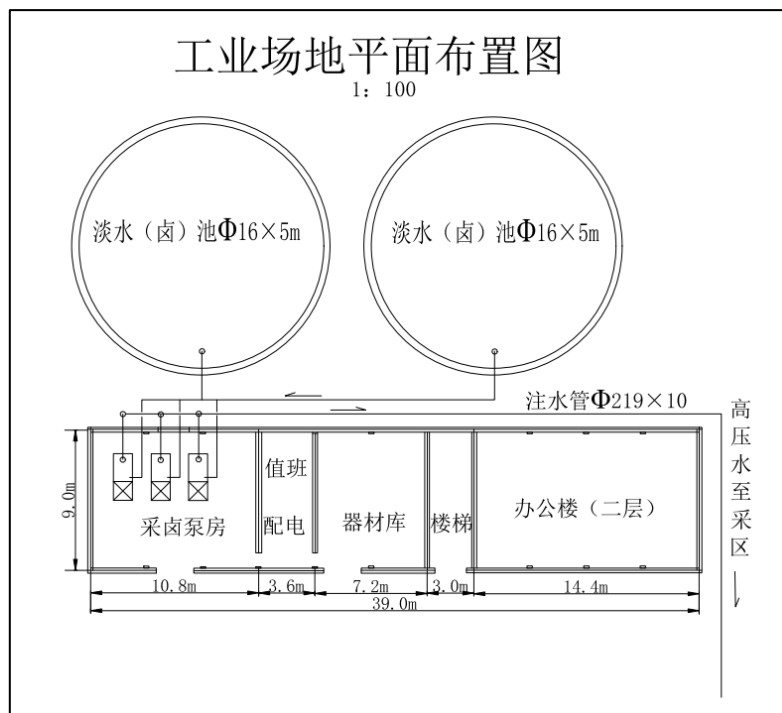 工业场地平面布置图
1: 100
淡水（卤）池Φ16×5m
淡水（卤）池Φ16×5m
注水管Φ219×10
高压水至采区
9.0m
值班
配电
采卤泵房
器材库
楼梯
办公楼（二层）
10.8m
3.6m
7.2m
3.0m
14.4m
39.0m